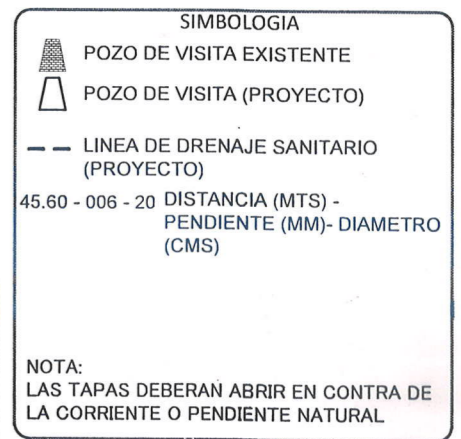 SIMBOLOGIA
POZO DE VISITA EXISTENTE
POZO DE VISITA (PROYECTO)
LINEA DE DRENAJE SANITARIO
(PROYECTO)
45.60 - 006 - 20 DISTANCIA (MTS) -
PENDIENTE (MM)- DIAMETRO
(CMS)
NOTA:
LAS TAPAS DEBERAN ABRIR EN CONTRA DE
LA CORRIENTE O PENDIENTE NATURAL